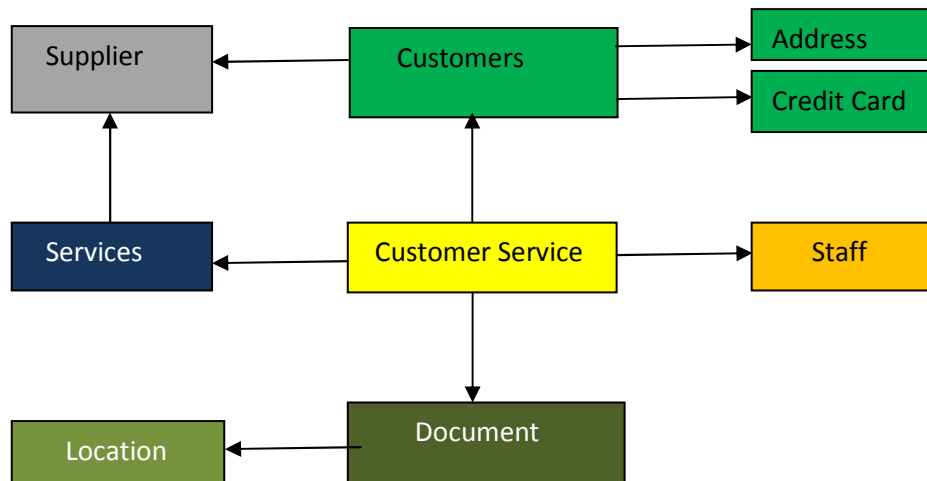 Supplier
Customers
Address
Credit Card
Services
Customer Service
Staff
Location
Document